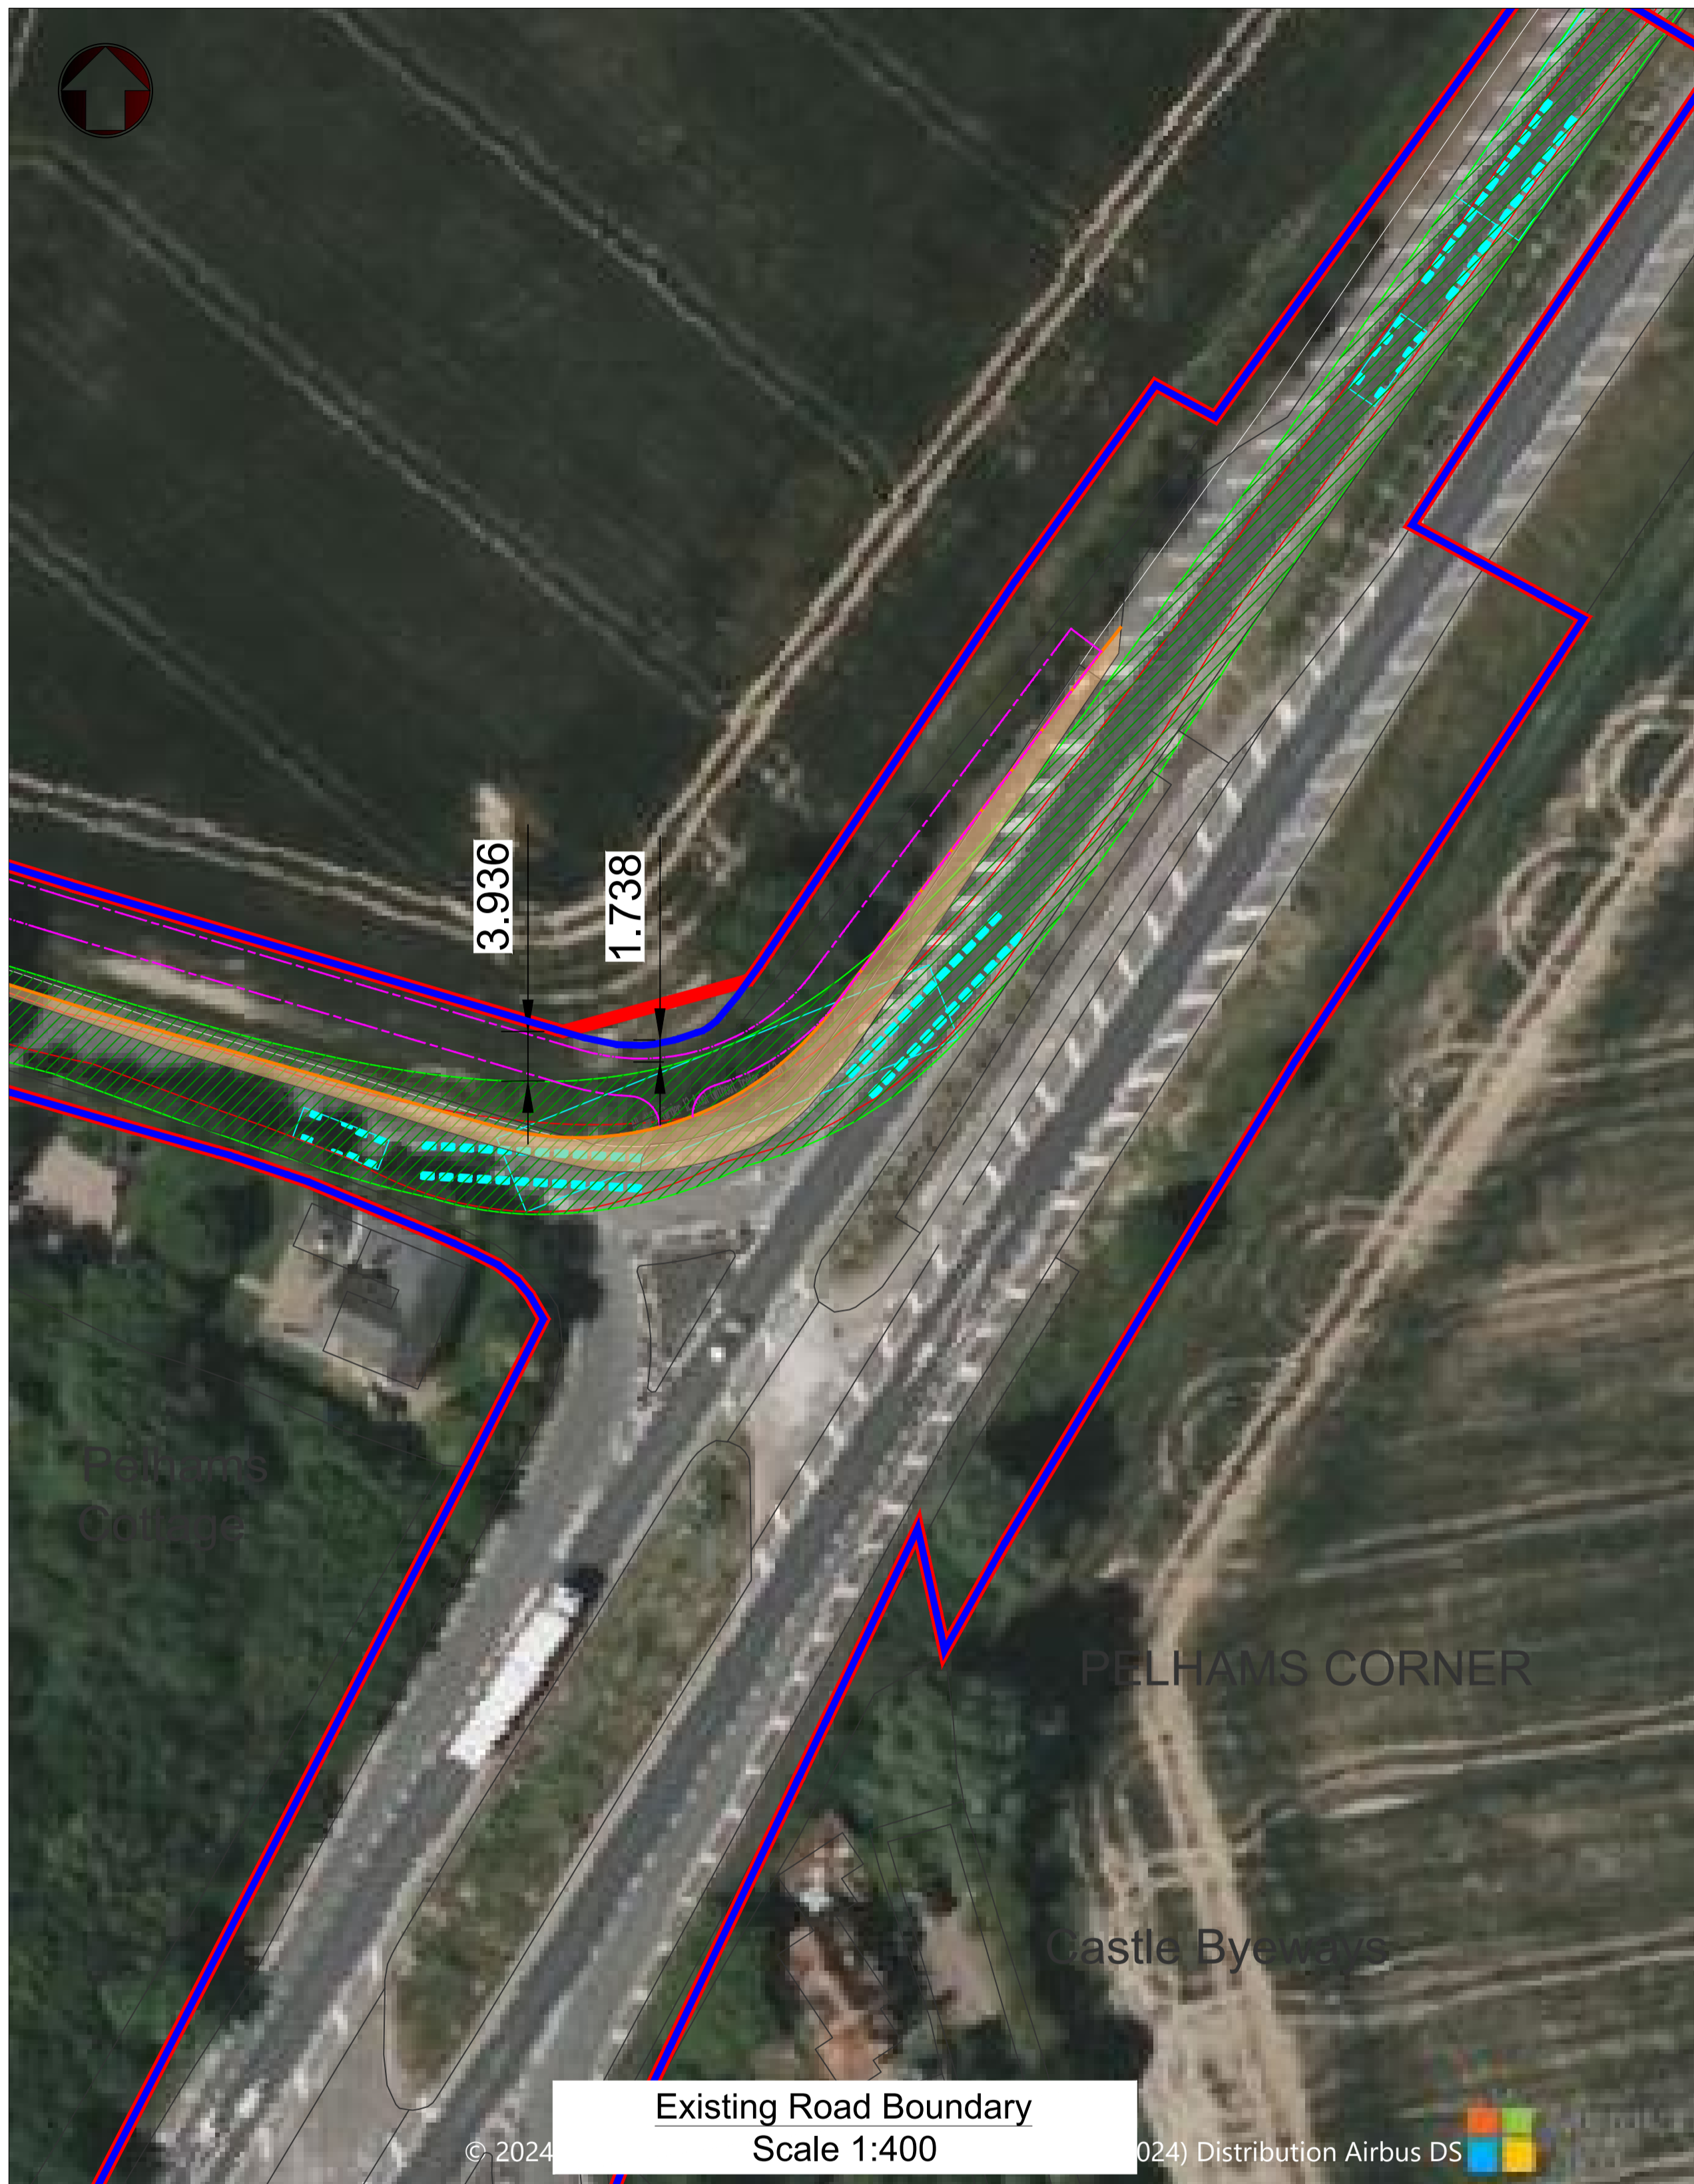 3.936
1.738
Pelhams
Cottage
PELHAMS CORNER
Castle Byeways
Existing Road Boundary
Scale 1:400
© 2024
024) Distribution Airbus DS